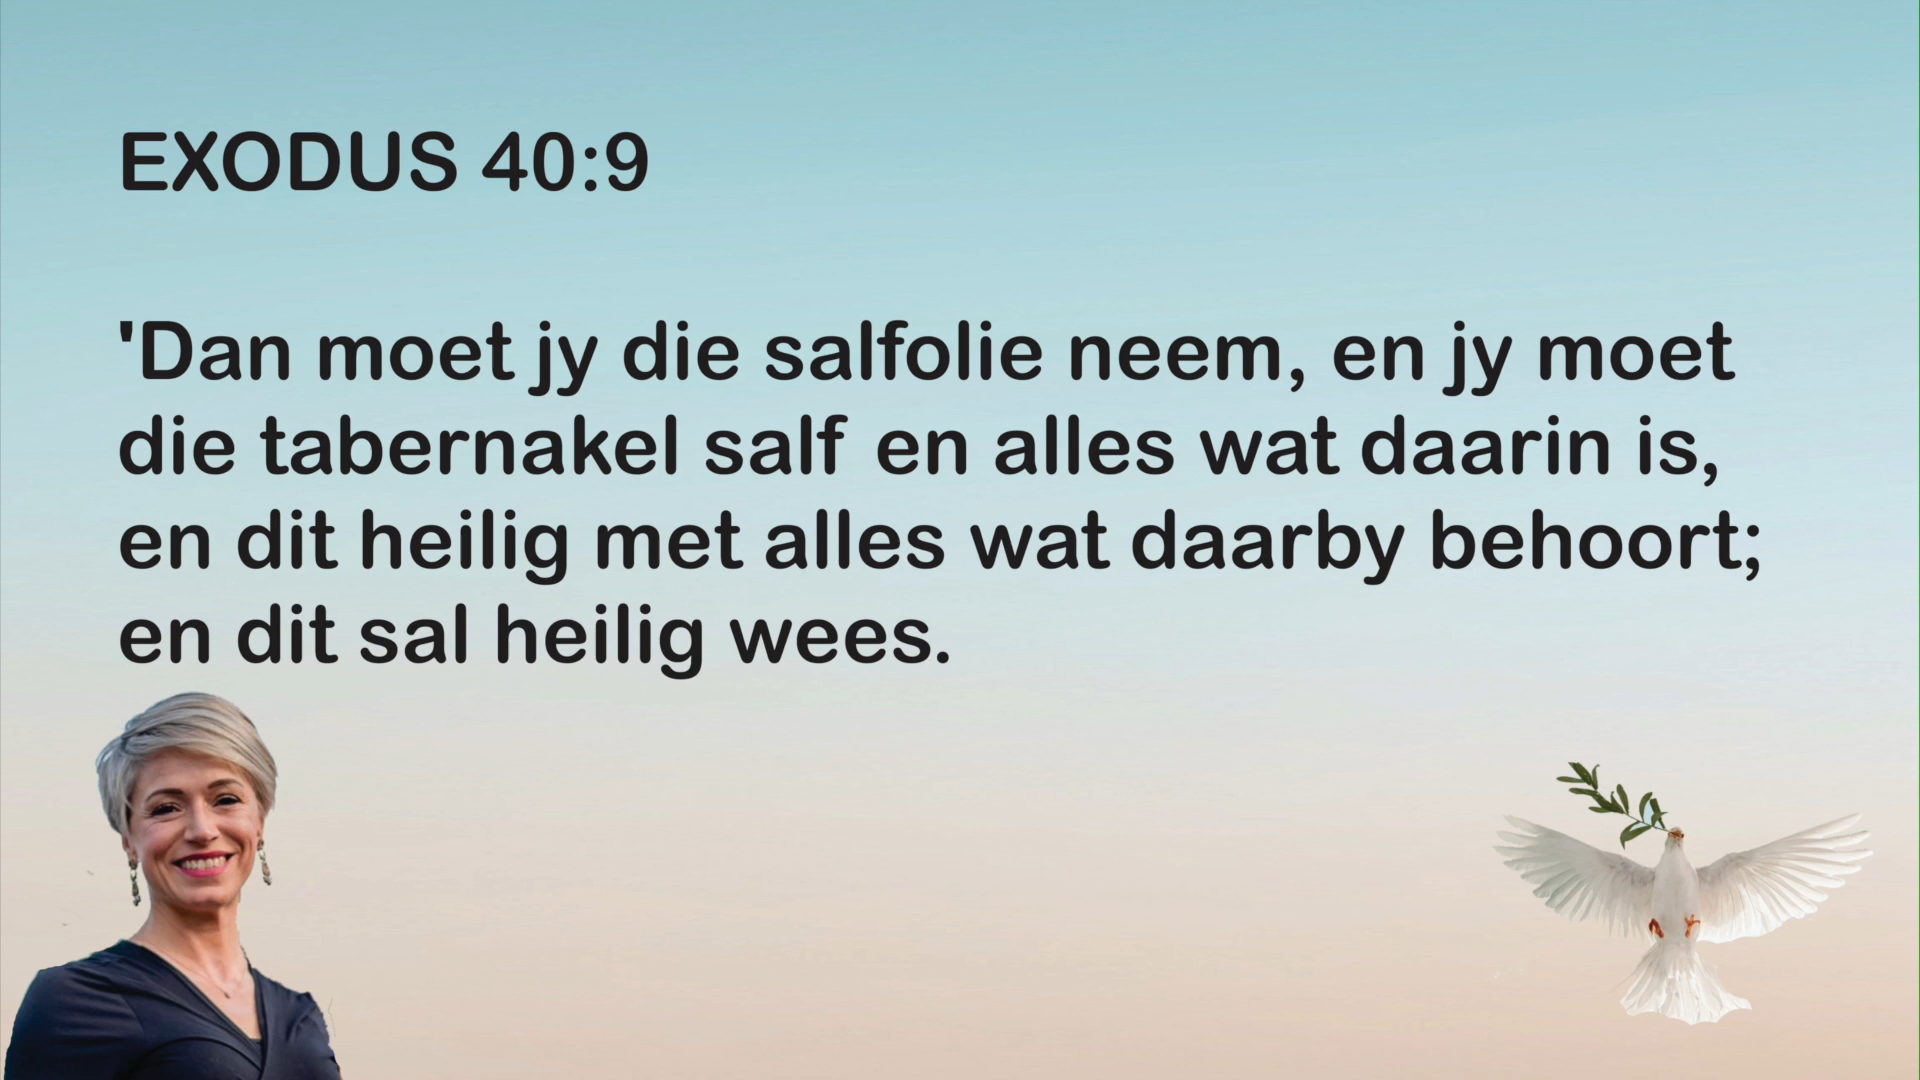 EXODUS 40:9
'Dan moet jy die salfolie neem, en jy moet
die tabernakel salf en alles wat daarin is,
en dit heilig met alles wat daarby behoort;
en dit sal heilig wees.